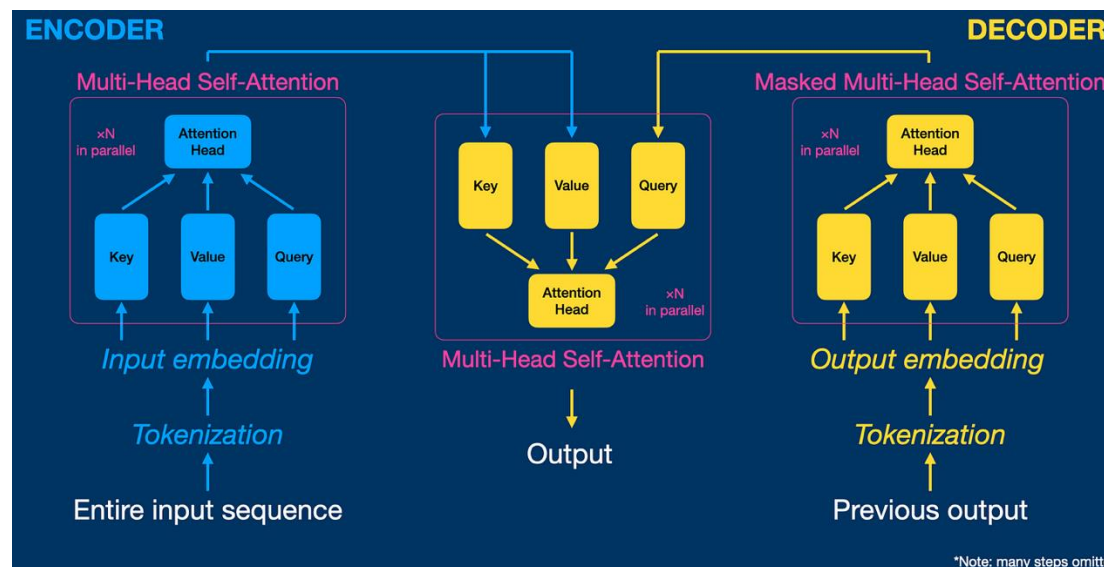 ENCODER
DECODER
Multi-Head Self-Attention
×N
in parallel
Attention
Head
Key
Value
Query
Input embedding
Tokenization
Entire input sequence
Key
Value
Query
Attention
Head
×N
in parallel
Multi-Head Self-Attention
Output
Masked Multi-Head Self-Attention
×N
in parallel
Attention
Head
Key
Value
Query
Output embedding
Tokenization
Previous output
*Note: many steps omitt